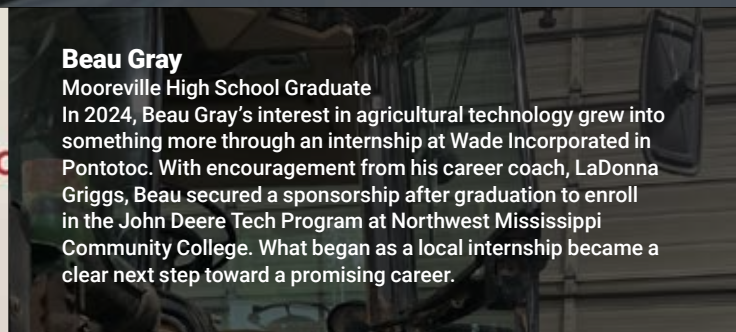 Beau Gray
Mooreville High School Graduate
In 2024, Beau Gray’s interest in agricultural technology grew into
something more through an internship at Wade Incorporated in
Pontotoc. With encouragement from his career coach, LaDonna
Griggs, Beau secured a sponsorship after graduation to enroll
in the John Deere Tech Program at Northwest Mississippi
Community College. What began as a local internship became a
clear next step toward a promising career.